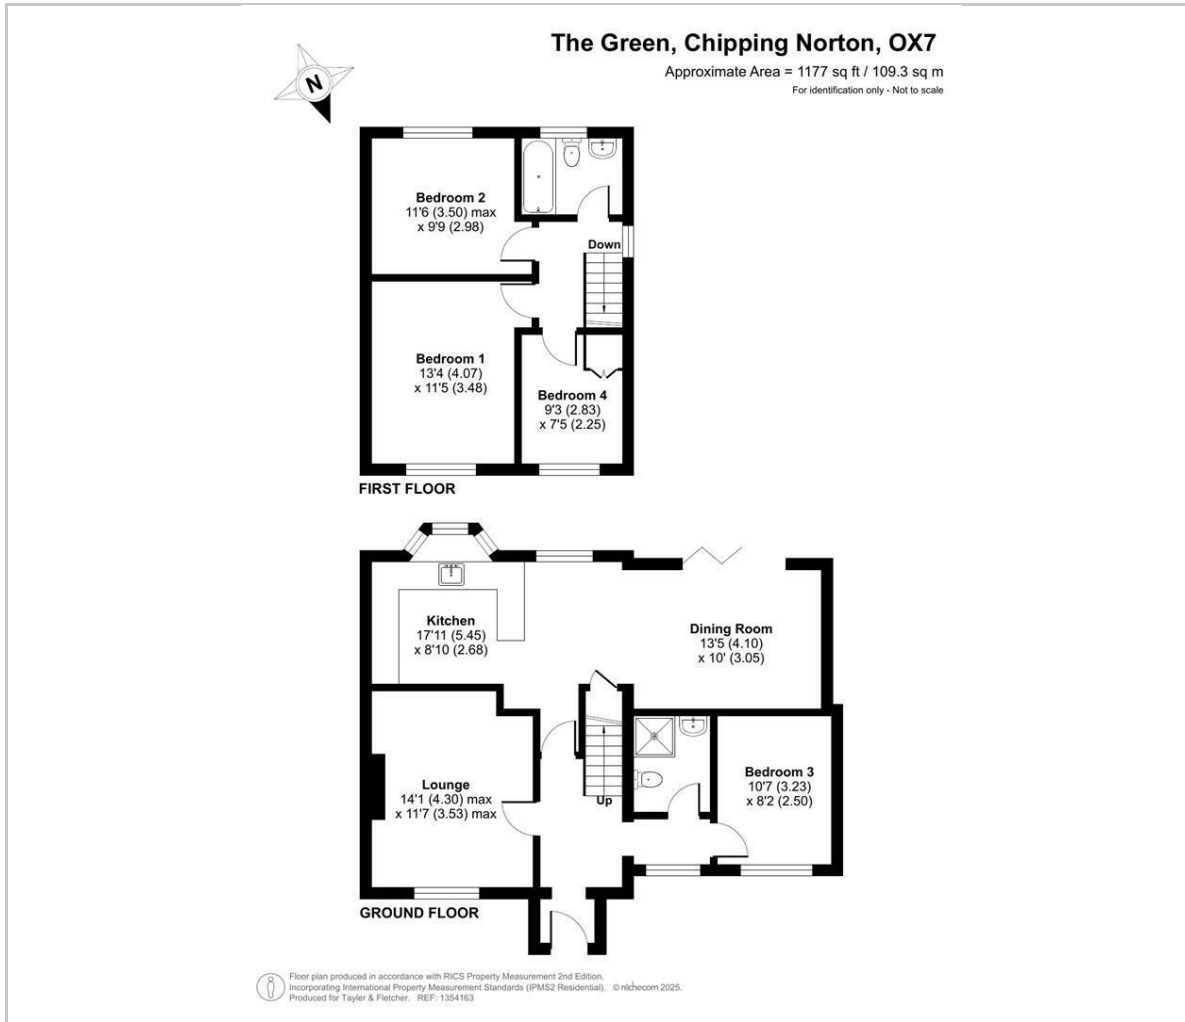 The Green, Chipping Norton, OX7
Approximate Area = 1177 sq ft / 109.3 sq m
For identification only - Not to scale
N
Bedroom 2
11'6 (3.50) max
x 9'9 (2.98)
Down
Bedroom 1
13'4 (4.07)
x 11'5 (3.48)
Bedroom 4
9'3 (2.83)
x 7'5 (2.25)
FIRST FLOOR
Kitchen
17'11 (5.45)
x 8'10 (2.68)
Dining Room
13'5 (4.10)
x 10' (3.05)
Lounge
14'1 (4.30) max
x 11'7 (3.53) max
Up
Bedroom 3
10'7 (3.23)
x 8'2 (2.50)
GROUND FLOOR
Floor plan produced in accordance with RICS Property Measurement 2nd Edition,
Incorporating International Property Measurement Standards (IPMS2 Residential). © nichecom 2025.
Produced for Tayler & Fletcher. REF: 1354163